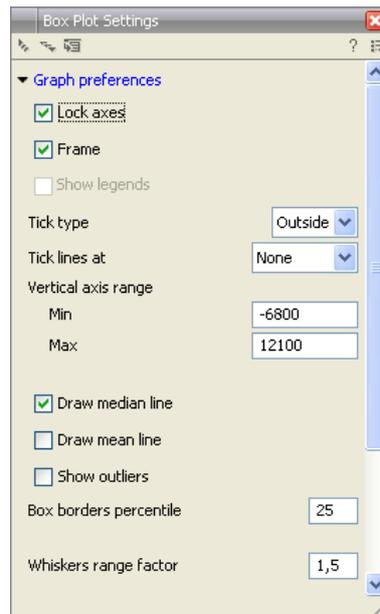 Box Plot Settings
?
Graph preferences
Lock axes
Frame
Show legends
Tick type Outside
Tick lines at None
Vertical axis range
Min -6800
Max 12100
Draw median line
Draw mean line
Show outliers
Box borders percentile 25
Whiskers range factor 1,5